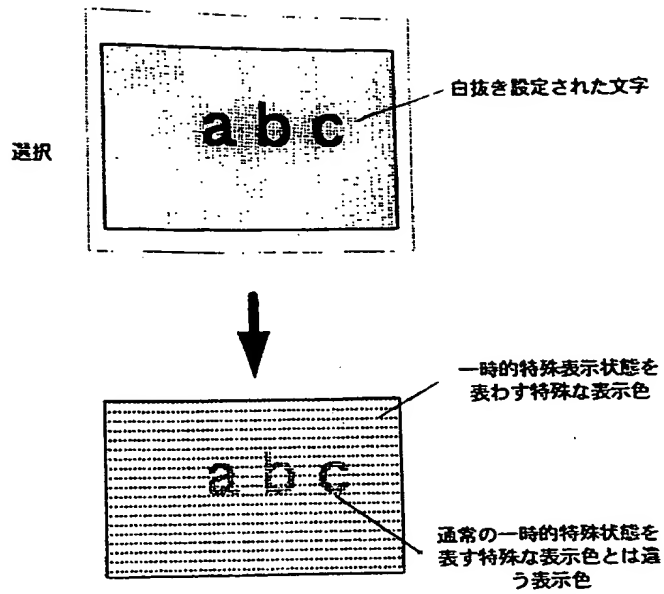 白抜き設定された文字
a b c
選択
一時的特殊表示状態を
表わす特殊な表示色
a b c
通常の一時的特殊状態を
表す特殊な表示色とは違
う表示色